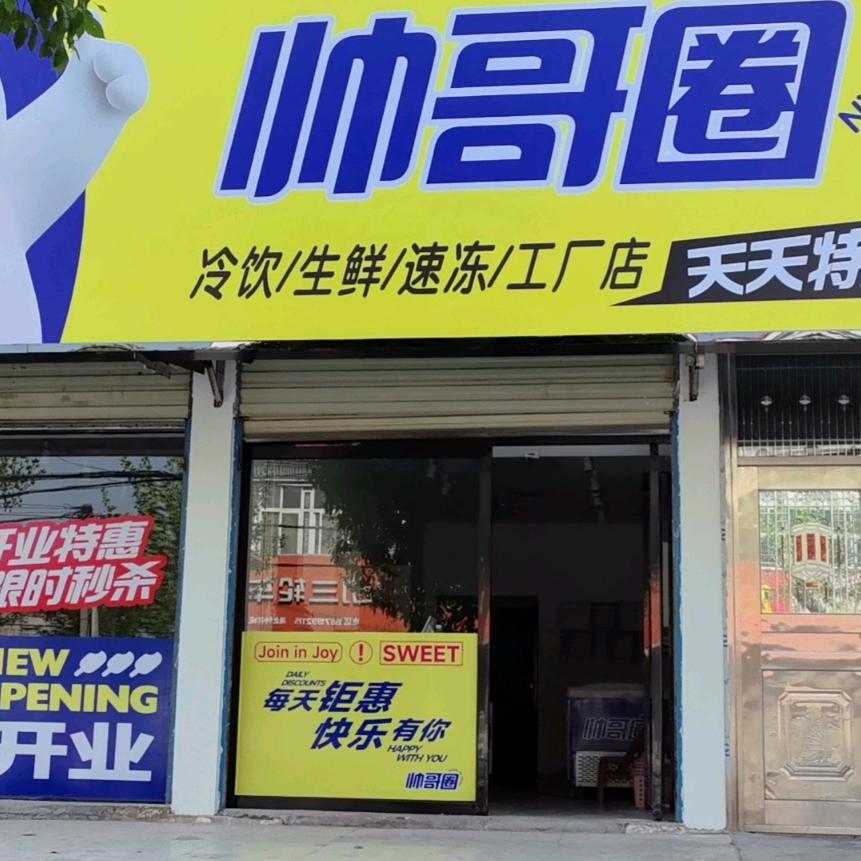 帅哥圈
冷饮/生鲜/速冻/工厂店
天天特
开业特惠
限时秒杀
NEW
OPENING
开业
Join in Joy ! SWEET
DAILY
DISCOUNTS
每天钜惠
快乐有你
HAPPY
WITH YOU
帅哥圈
帅哥圈
三轮